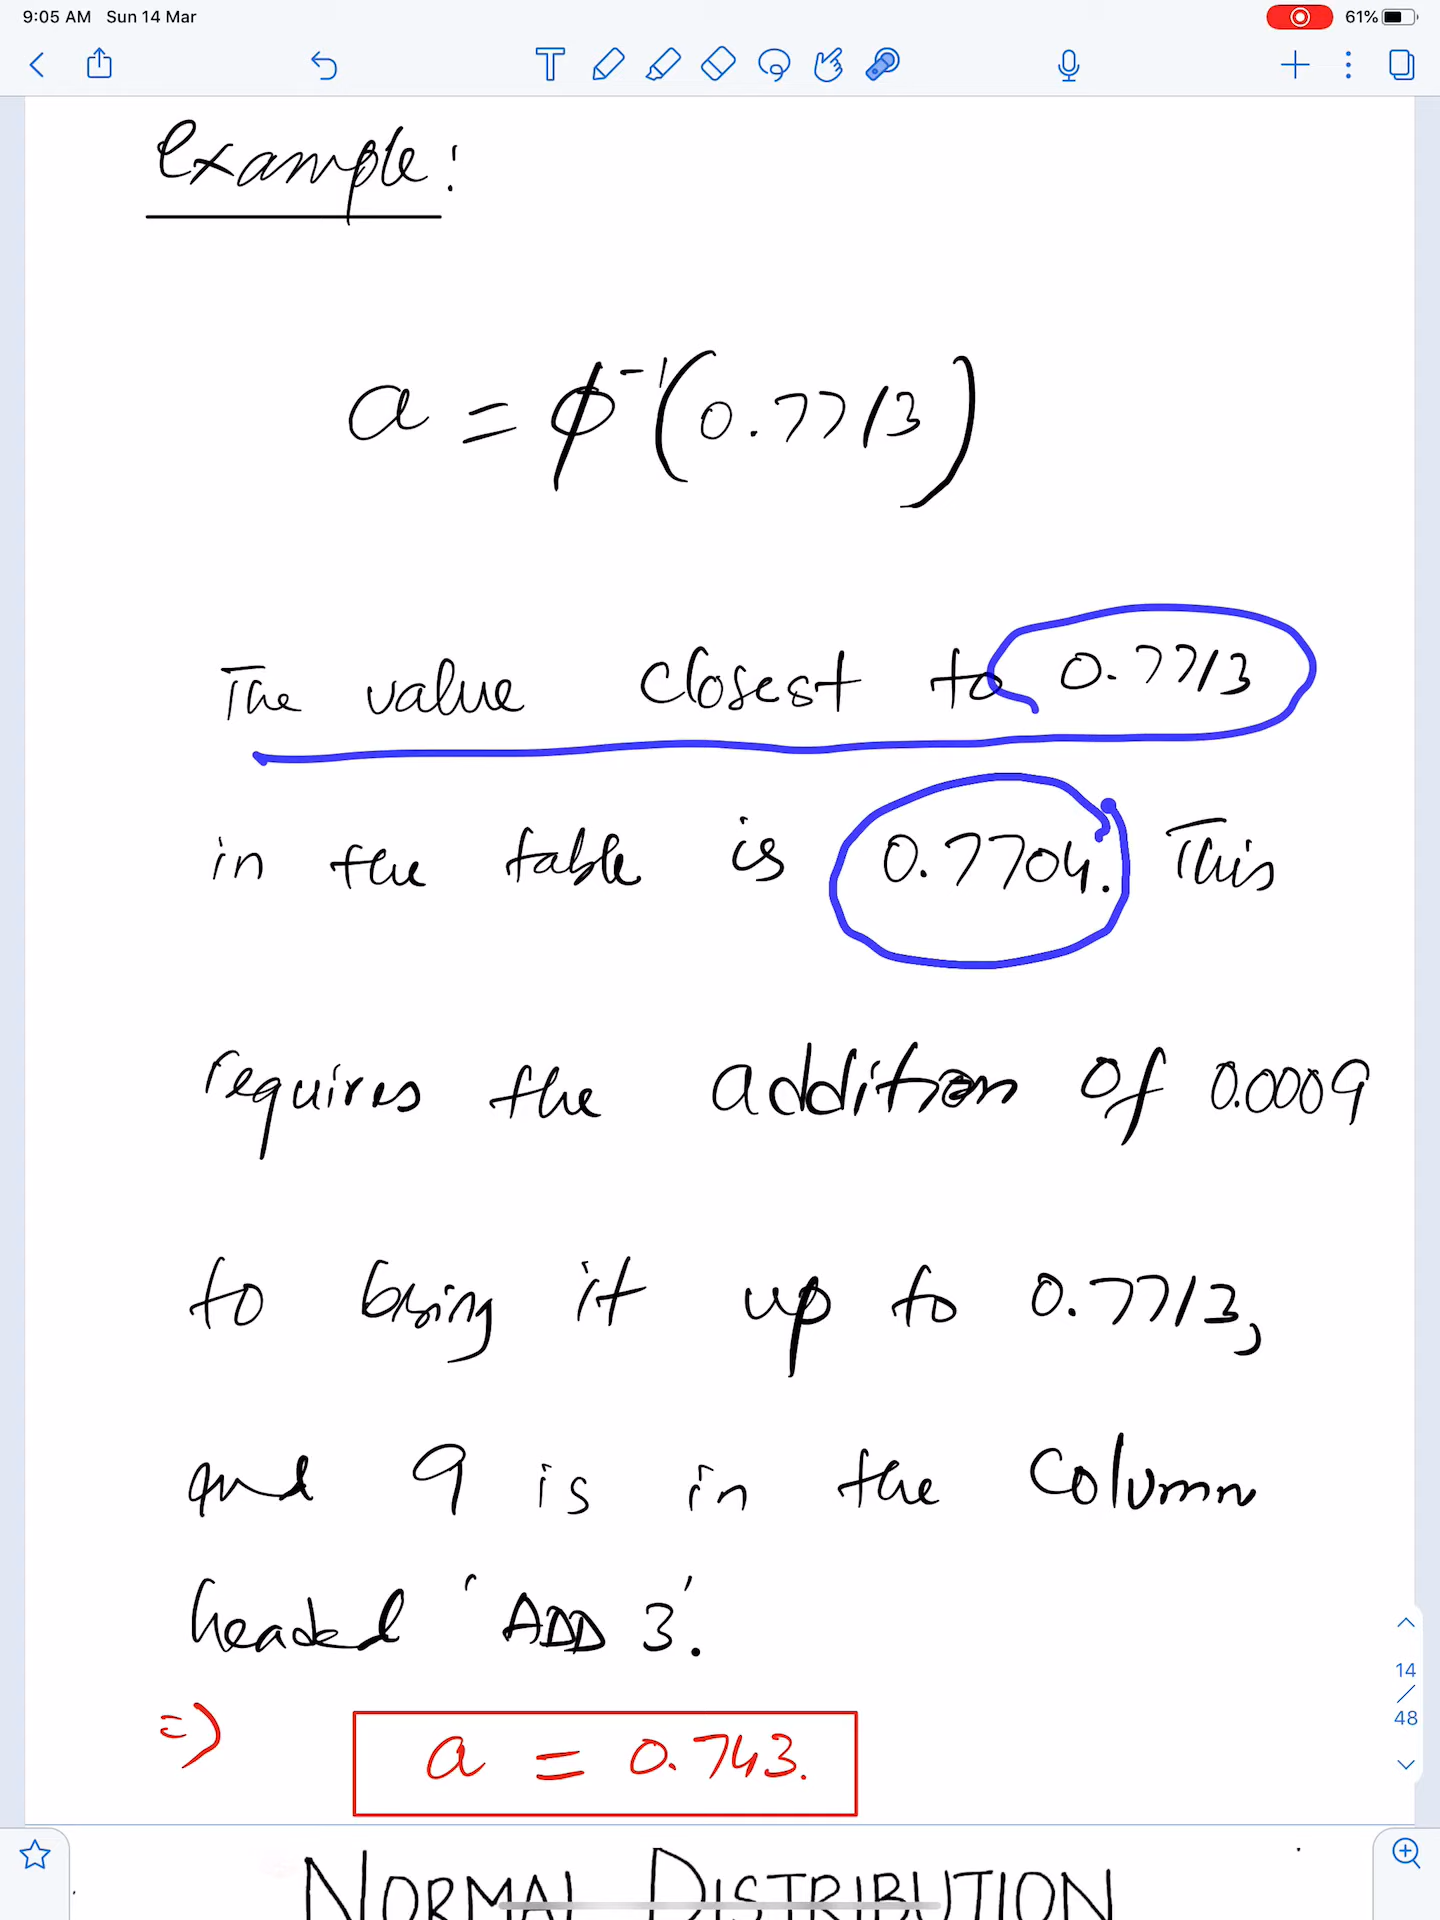 9:05 AM Sun 14 Mar
61%
T
example:
a = ϕ⁻¹(0.7713)
The value closest to 0.7713
in the table is 0.7704. This
requires the addition of 0.0009
to bring it up to 0.7713,
and 9 is in the column
headed 'ADD 3'.
⇒ a = 0.743.
14
/
48
NORMAL DISTRIBUTION